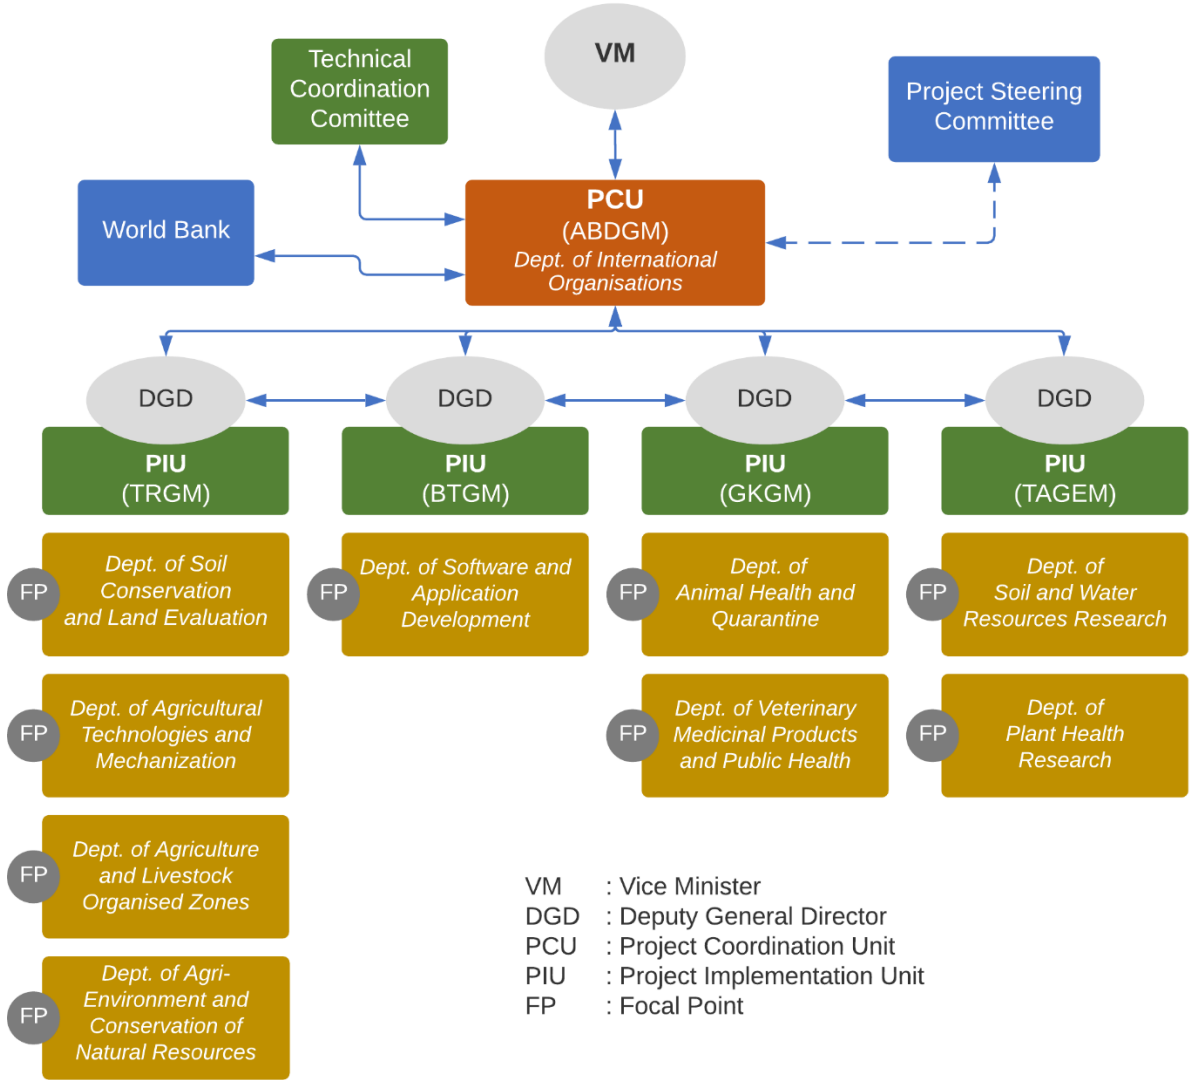 VM
Technical
Coordination
Comittee
Project Steering
Committee
World Bank
PCU
(ABDGM)
Dept. of International
Organisations
DGD
DGD
DGD
DGD
PIU
(TRGM)
PIU
(BTGM)
PIU
(GKGM)
PIU
(TAGEM)
FP
Dept. of Soil
Conservation
and Land Evaluation
FP
Dept. of Software and
Application
Development
FP
Dept. of
Animal Health and
Quarantine
FP
Dept. of
Soil and Water
Resources Research
FP
Dept. of Agricultural
Technologies and
Mechanization
FP
Dept. of Veterinary
Medicinal Products
and Public Health
FP
Dept. of
Plant Health
Research
FP
Dept. of Agriculture
and Livestock
Organised Zones
FP
Dept. of Agri-
Environment and
Conservation of
Natural Resources
VM : Vice Minister
DGD : Deputy General Director
PCU : Project Coordination Unit
PIU : Project Implementation Unit
FP : Focal Point